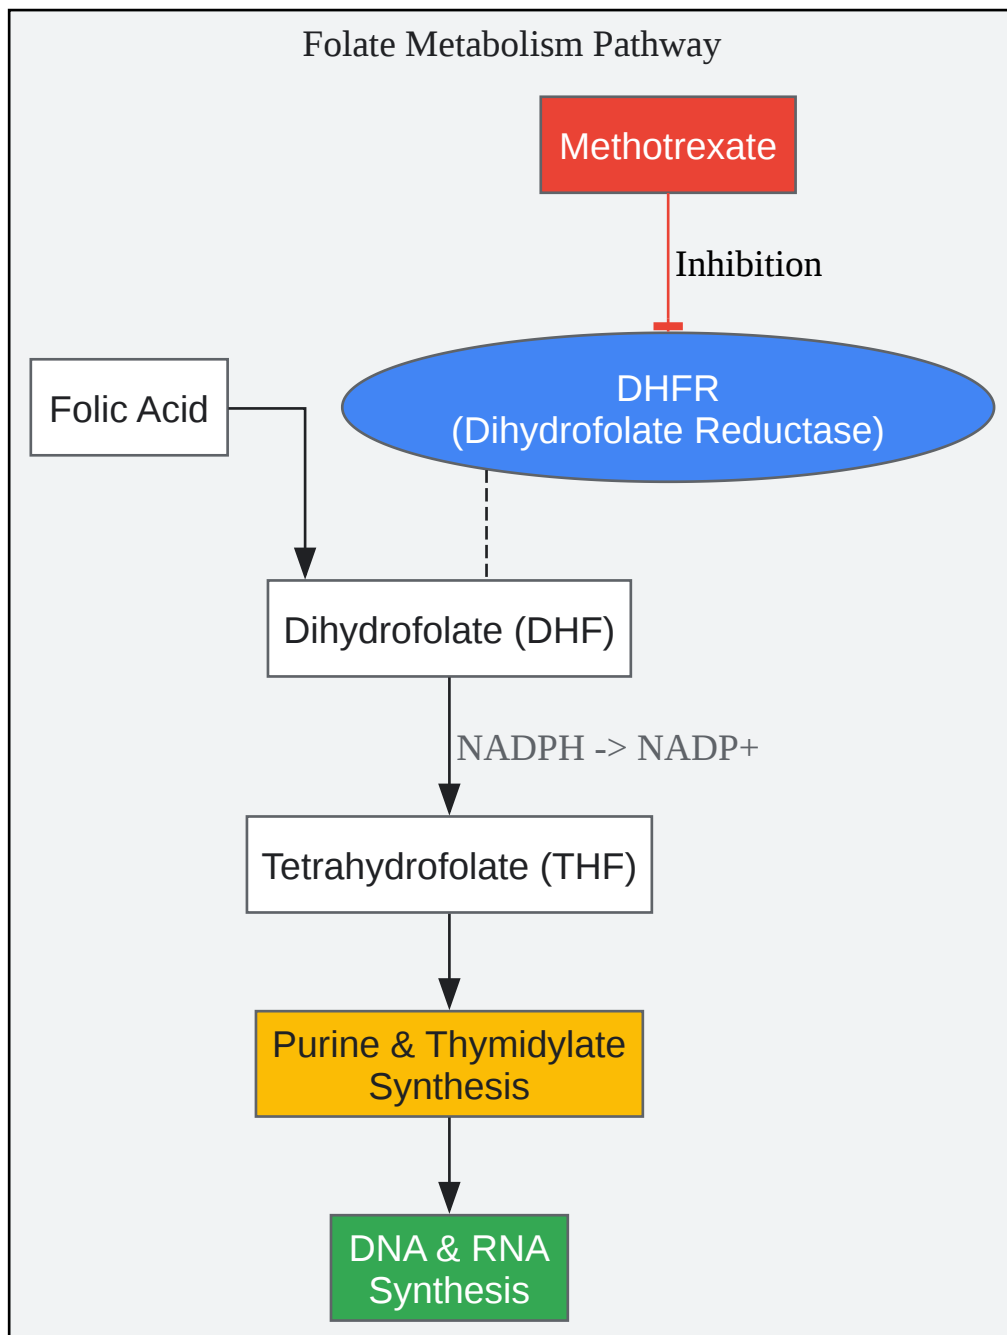 Folate Metabolism Pathway
Methotrexate
Inhibition
DHFR
(Dihydrofolate Reductase)
Folic Acid
Dihydrofolate (DHF)
NADPH -> NADP+
Tetrahydrofolate (THF)
Purine & Thymidylate
Synthesis
DNA & RNA
Synthesis